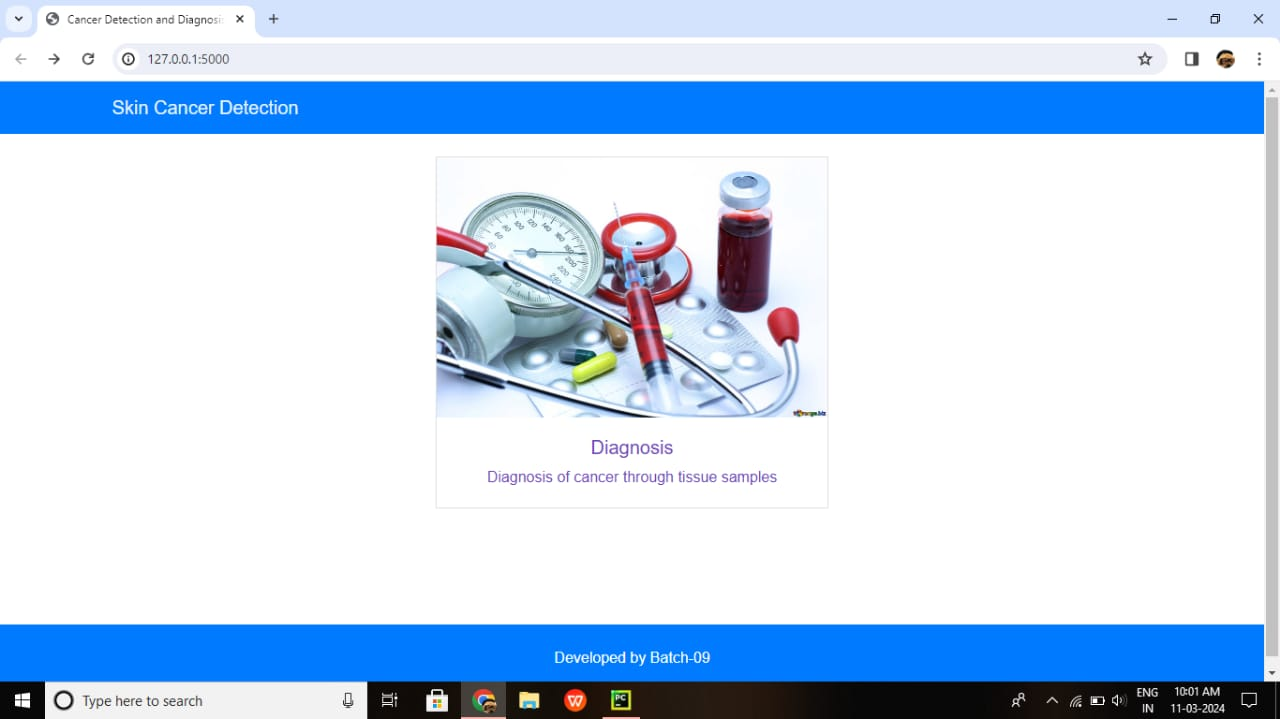 Cancer Detection and Diagnosi
127.0.0.1:5000
Skin Cancer Detection
Diagnosis
Diagnosis of cancer through tissue samples
Developed by Batch-09
Type here to search
PC
W
ENG
IN
10:01 AM
11-03-2024